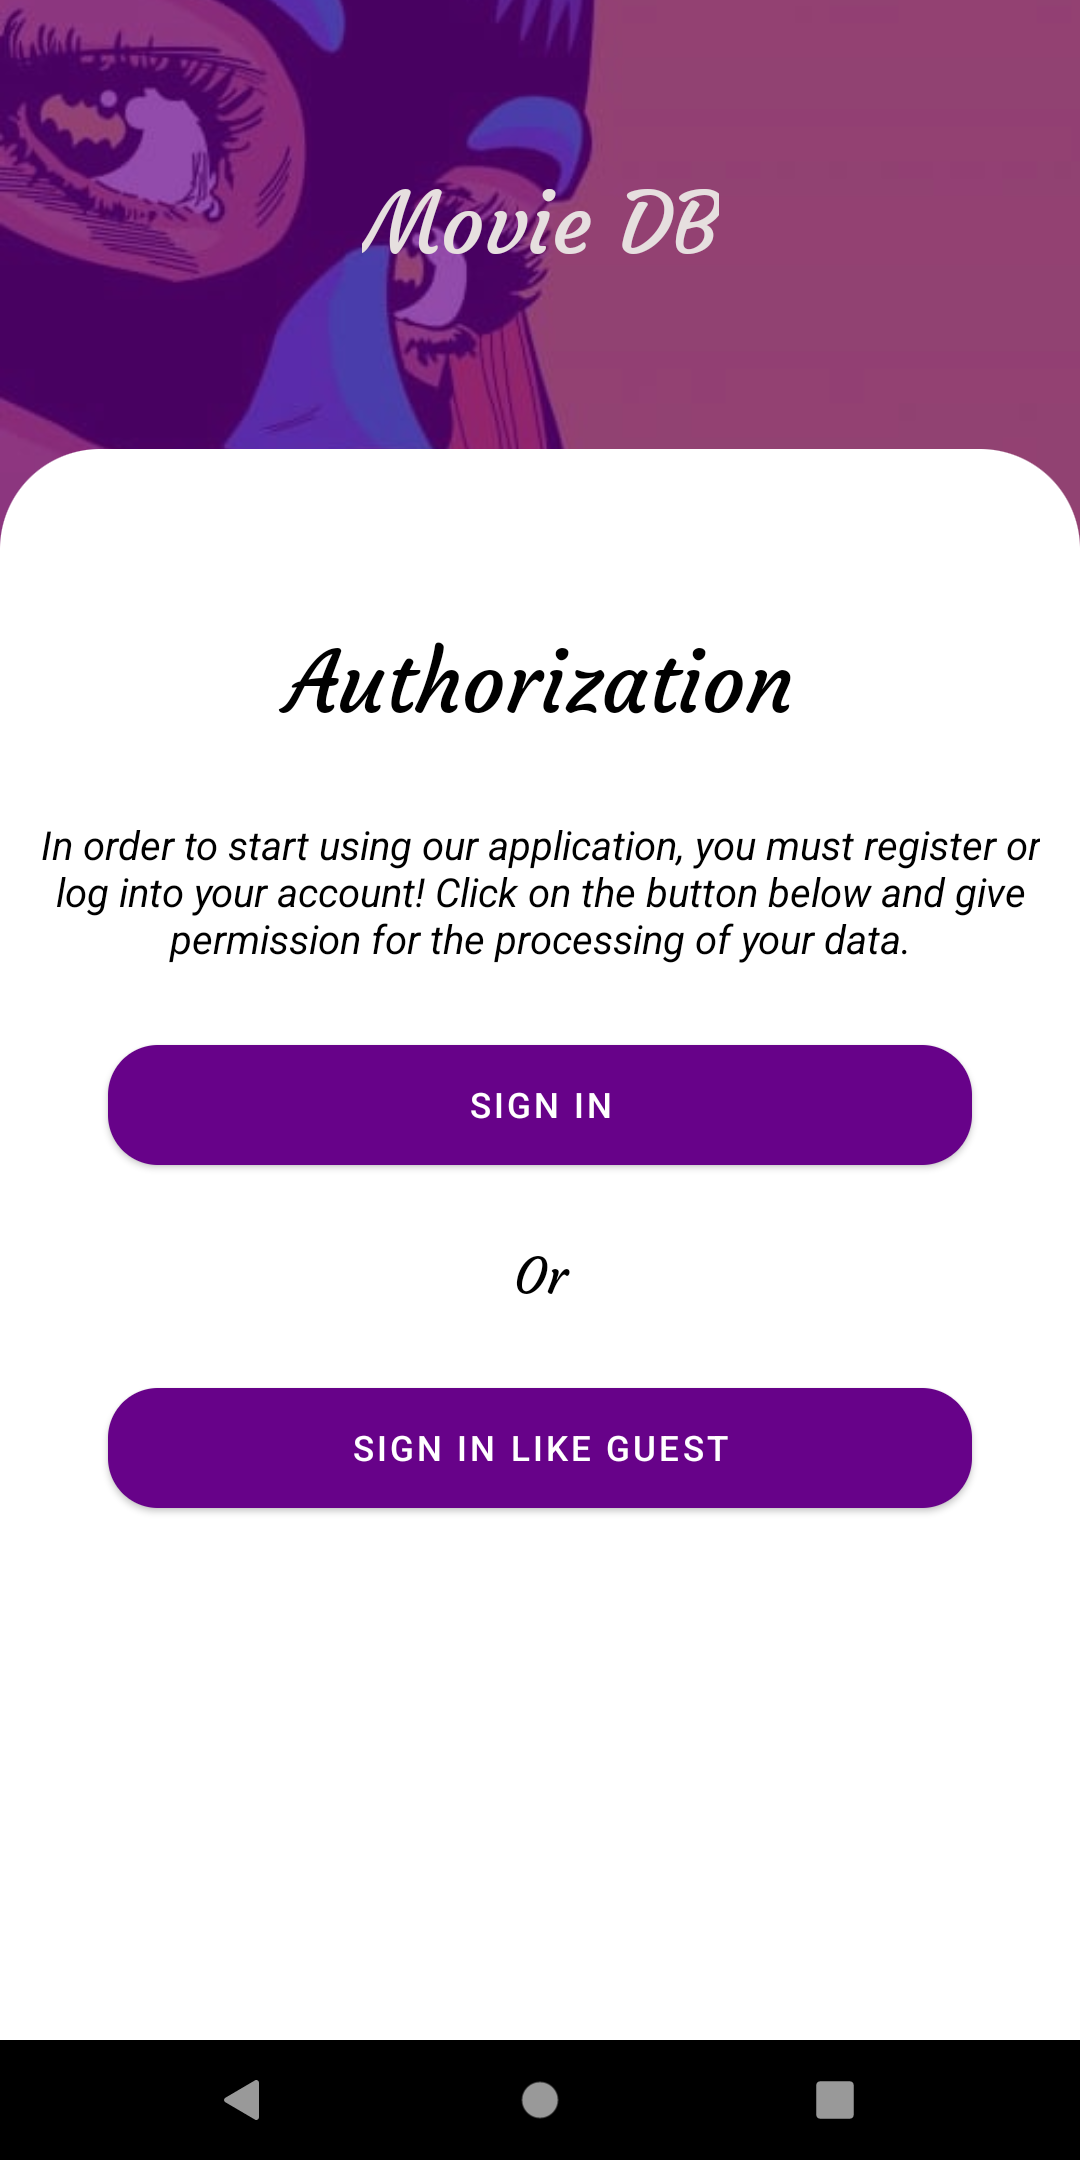 Movie DB
Authorization
In order to start using our application, you must register or
log into your account! Click on the button below and give
permission for the processing of your data.
SIGN IN
Or
SIGN IN LIKE GUEST